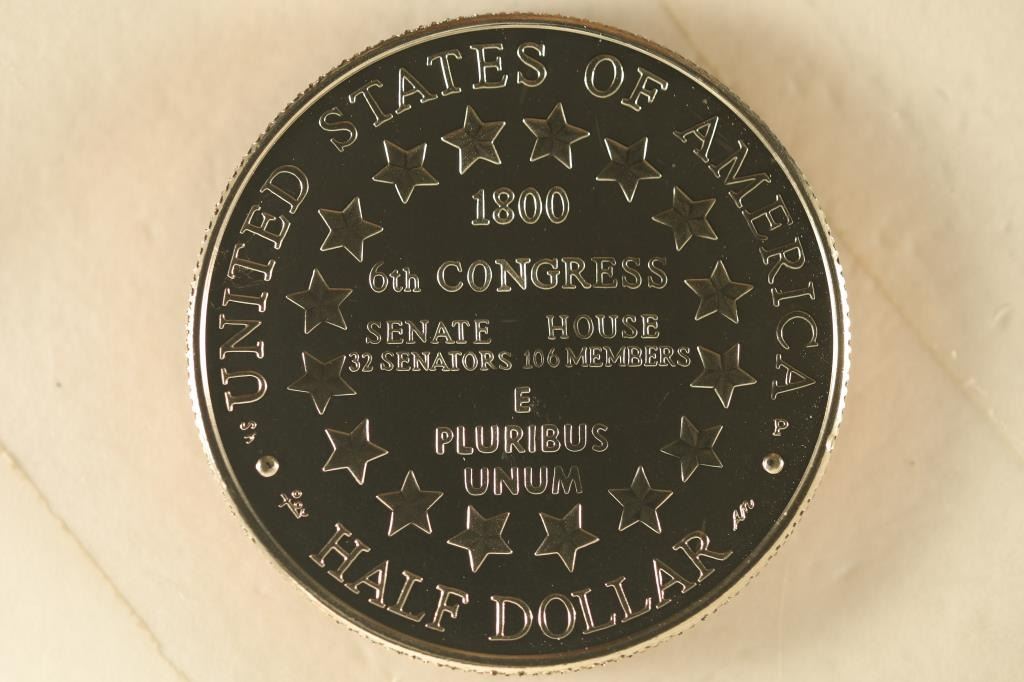 UNITED STATES OF AMERICA
1800
6th CONGRESS
SENATE HOUSE
32 SENATORS 106 MEMBERS
E
PLURIBUS
UNUM
P
HALF DOLLAR